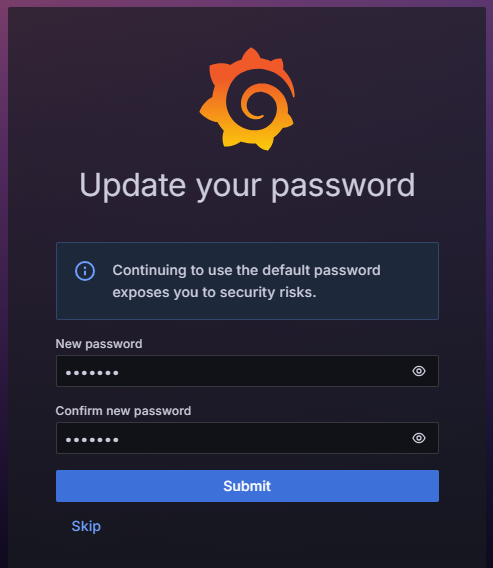 Update your password
Continuing to use the default password
exposes you to security risks.
New password
•••••••
Confirm new password
•••••••
Submit
Skip